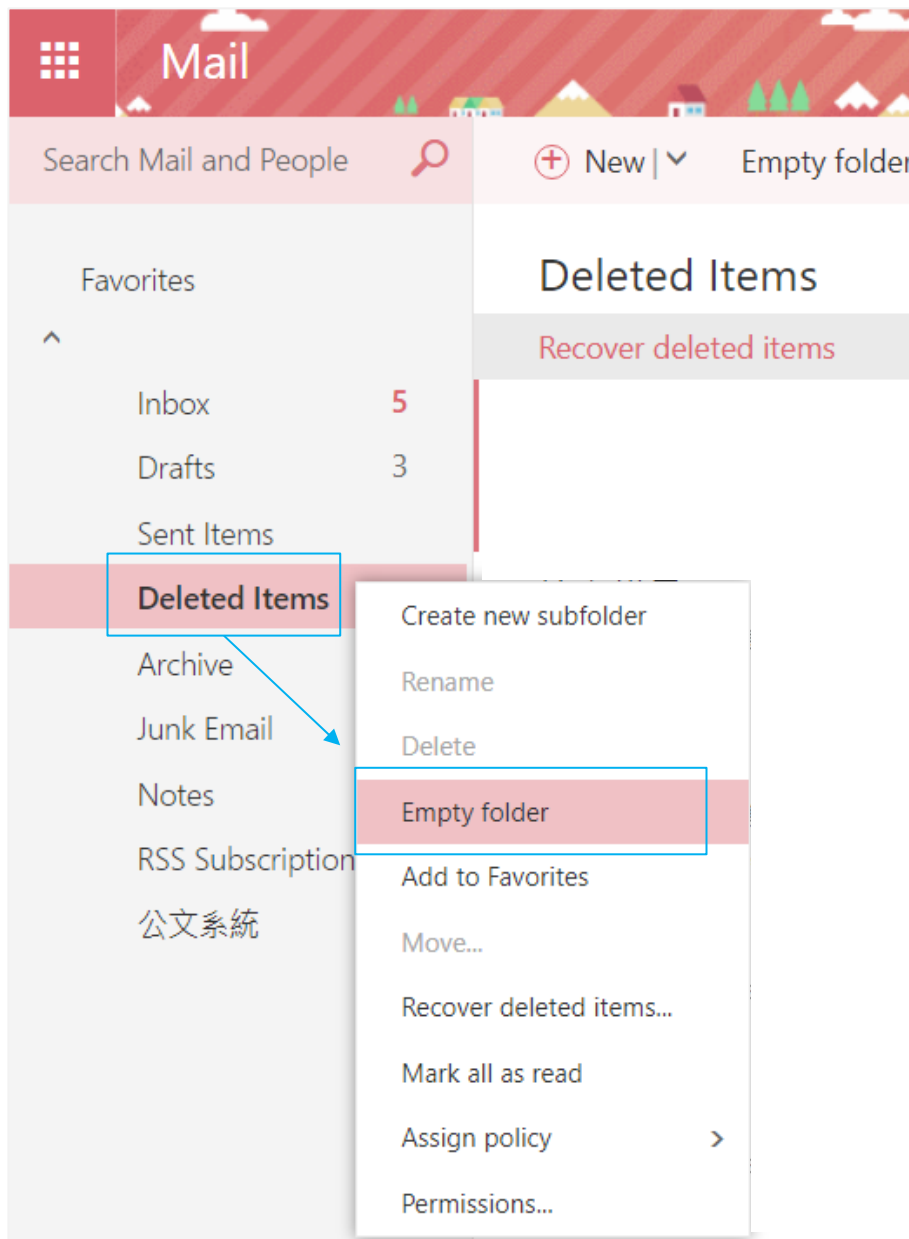 Mail
Search Mail and People
New
Empty folder
Favorites
Deleted Items
Recover deleted items
Inbox 5
Drafts 3
Sent Items
Deleted Items
Archive
Junk Email
Notes
RSS Subscription
公文系統
Create new subfolder
Rename
Delete
Empty folder
Add to Favorites
Move...
Recover deleted items...
Mark all as read
Assign policy
Permissions...